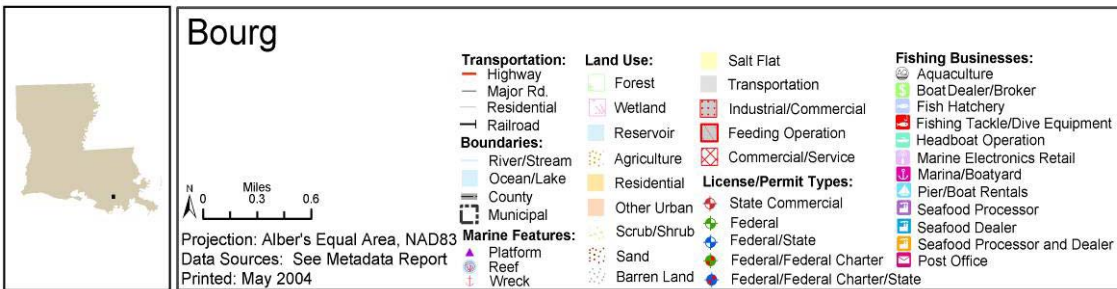 Bourg
N
Miles
0 0.3 0.6
Projection: Alber's Equal Area, NAD83
Data Sources: See Metadata Report
Printed: May 2004
Transportation:
Highway
Major Rd.
Residential
Railroad
Boundaries:
River/Stream
Ocean/Lake
County
Municipal
Marine Features:
Platform
Reef
Wreck
Land Use:
Forest
Wetland
Reservoir
Agriculture
Residential
Other Urban
Scrub/Shrub
Sand
Barren Land
Salt Flat
Transportation
Industrial/Commercial
Feeding Operation
Commercial/Service
License/Permit Types:
State Commercial
Federal
Federal/State
Federal/Federal Charter
Federal/Federal Charter/State
Fishing Businesses:
Aquaculture
Boat Dealer/Broker
Fish Hatchery
Fishing Tackle/Dive Equipment
Headboat Operation
Marine Electronics Retail
Marina/Boatyard
Pier/Boat Rentals
Seafood Processor
Seafood Dealer
Seafood Processor and Dealer
Post Office